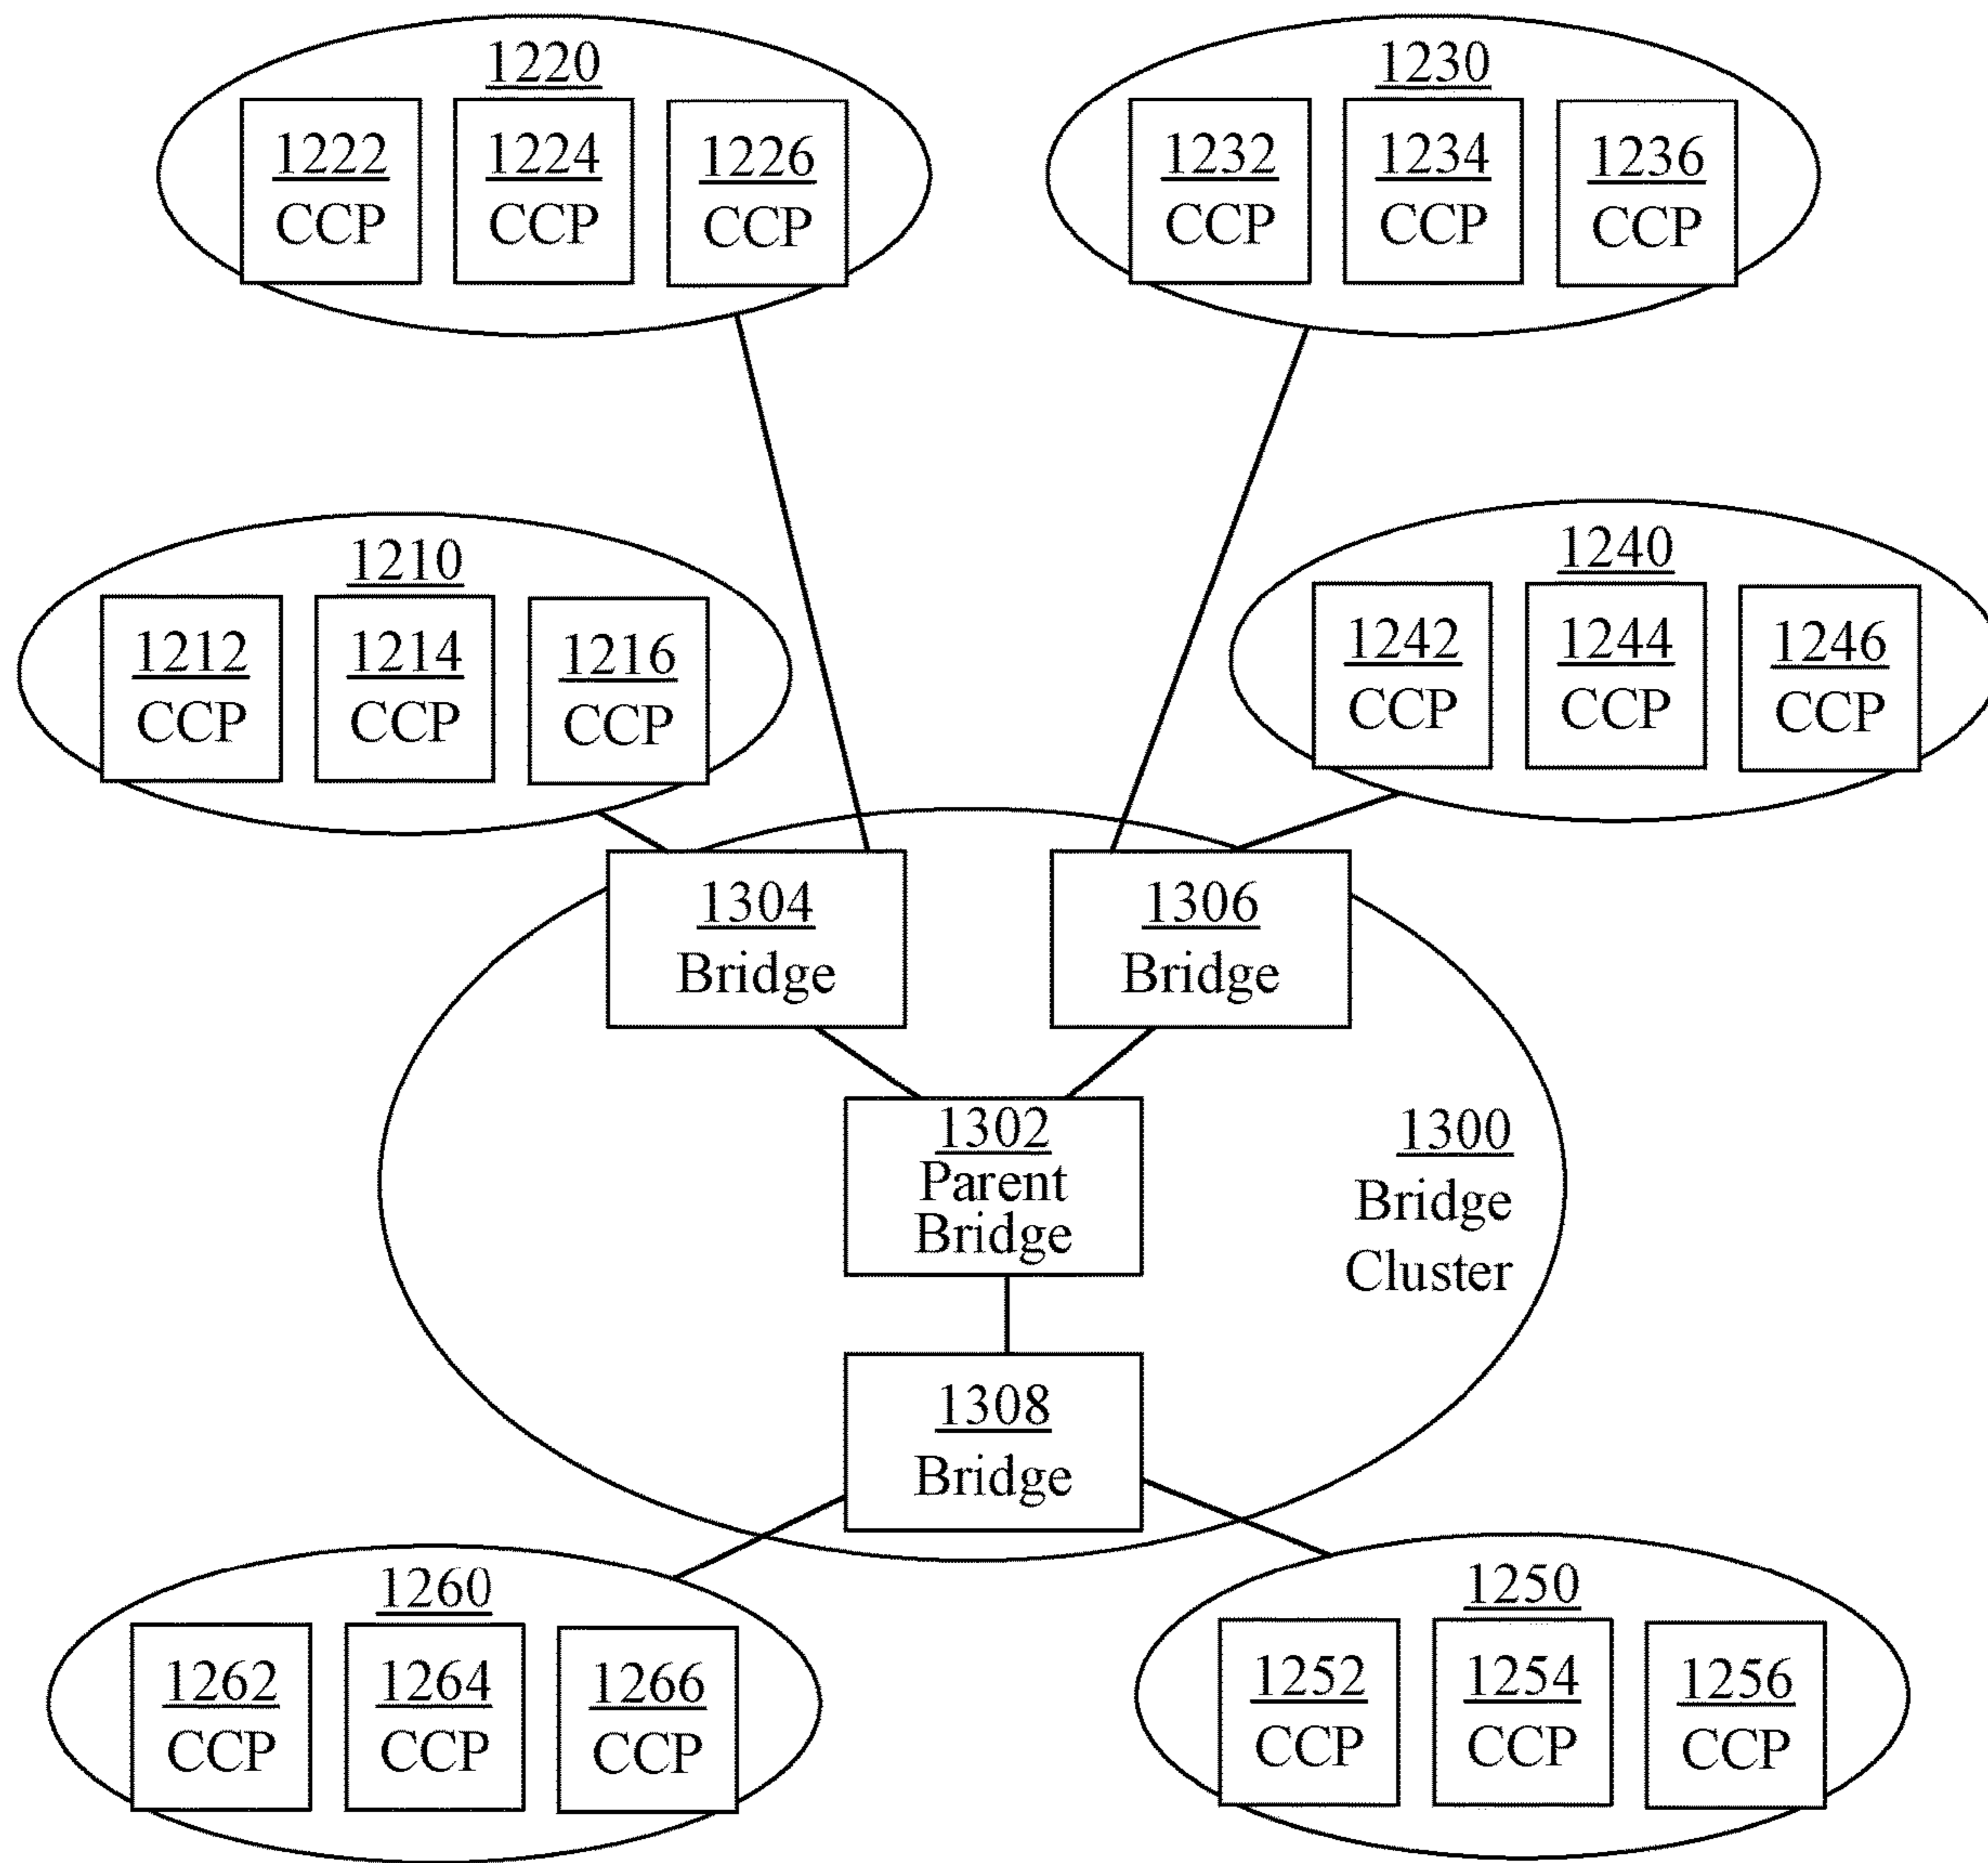 1220
1222
CCP
1224
CCP
1226
CCP
1230
1232
CCP
1234
CCP
1236
CCP
1210
1212
CCP
1214
CCP
1216
CCP
1240
1242
CCP
1244
CCP
1246
CCP
1304
Bridge
1306
Bridge
1302
Parent
Bridge
1300
Bridge
Cluster
1308
Bridge
1260
1262
CCP
1264
CCP
1266
CCP
1250
1252
CCP
1254
CCP
1256
CCP